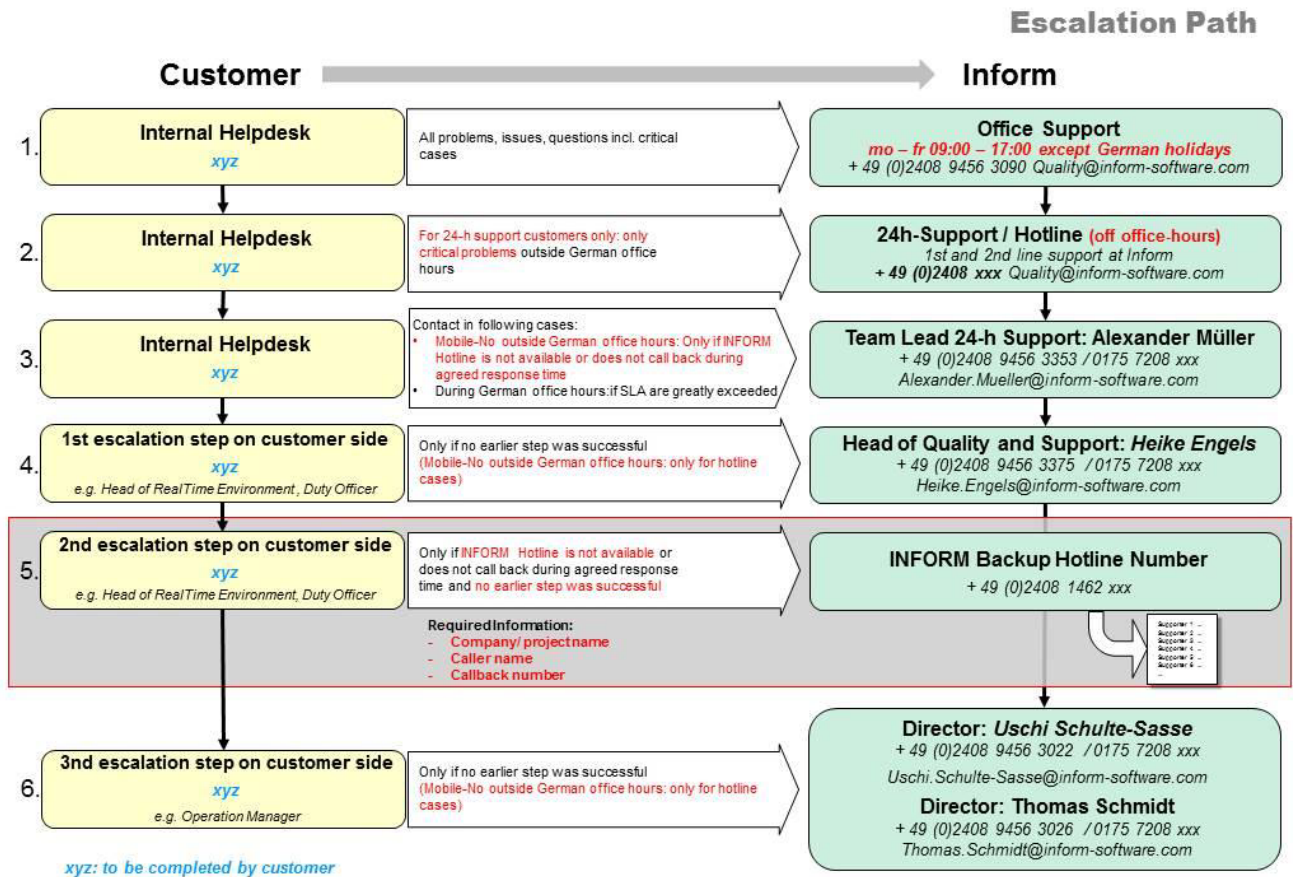 Escalation Path
Customer
Inform
1.
Internal Helpdesk
xyz
All problems, issues, questions incl. critical
cases
Office Support
mo – fr 09:00 – 17:00 except German holidays
+ 49 (0)2408 9456 3090 Quality@inform-software.com
2.
Internal Helpdesk
xyz
For 24-h support customers only: only
critical problems outside German office
hours
24h-Support / Hotline (off office-hours)
1st and 2nd line support at Inform
+ 49 (0)2408 xxx Quality@inform-software.com
3.
Internal Helpdesk
xyz
Contact in following cases:
• Mobile-No outside German office hours: Only if INFORM
Hotline is not available or does not call back during
agreed response time
• During German office hours: if SLA are greatly exceeded
Team Lead 24-h Support: Alexander Müller
+ 49 (0)2408 9456 3353 / 0175 7208 xxx
Alexander.Mueller@inform-software.com
4.
1st escalation step on customer side
xyz
e.g. Head of RealTime Environment, Duty Officer
Only if no earlier step was successful
(Mobile-No outside German office hours: only for hotline
cases)
Head of Quality and Support: Heike Engels
+ 49 (0)2408 9456 3375 / 0175 7208 xxx
Heike.Engels@inform-software.com
5.
2nd escalation step on customer side
xyz
e.g. Head of RealTime Environment, Duty Officer
Only if INFORM Hotline is not available or
does not call back during agreed response
time and no earlier step was successful
Required Information:
- Company/ project name
- Caller name
- Callback number
INFORM Backup Hotline Number
+ 49 (0)2408 1462 xxx
Supporter 1 ...
Supporter 2 ...
Supporter 3 ...
Supporter 4 ...
Supporter 5 ...
Supporter 6 ...
...
6.
3nd escalation step on customer side
xyz
e.g. Operation Manager
Only if no earlier step was successful
(Mobile-No outside German office hours: only for hotline
cases)
Director: Uschi Schulte-Sasse
+ 49 (0)2408 9456 3022 / 0175 7208 xxx
Uschi.Schulte-Sasse@inform-software.com
Director: Thomas Schmidt
+ 49 (0)2408 9456 3026 / 0175 7208 xxx
Thomas.Schmidt@inform-software.com
xyz: to be completed by customer